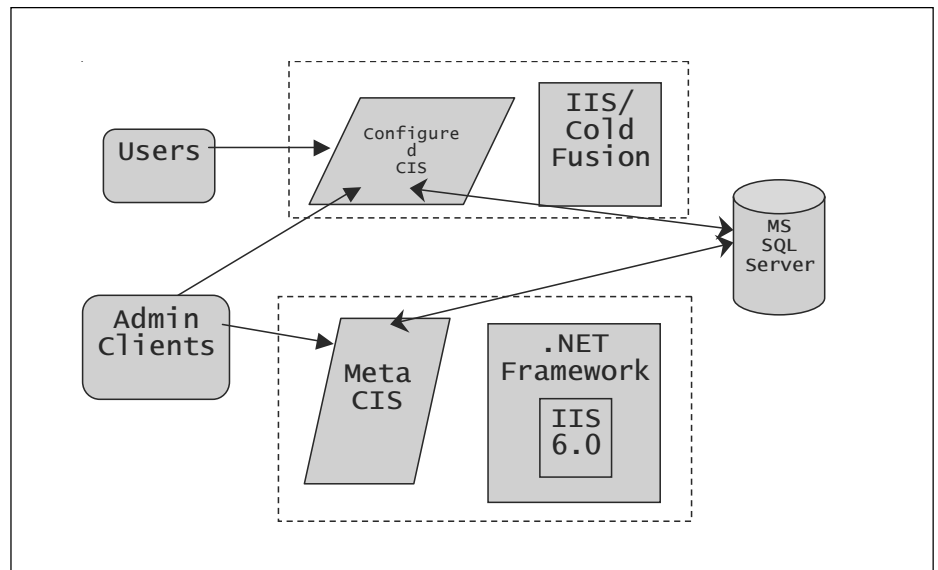 Users
Configure
d
CIS
IIS/
Cold
Fusion
MS
SQL
Server
Admin
Clients
Meta
CIS
.NET
Framework
IIS
6.0